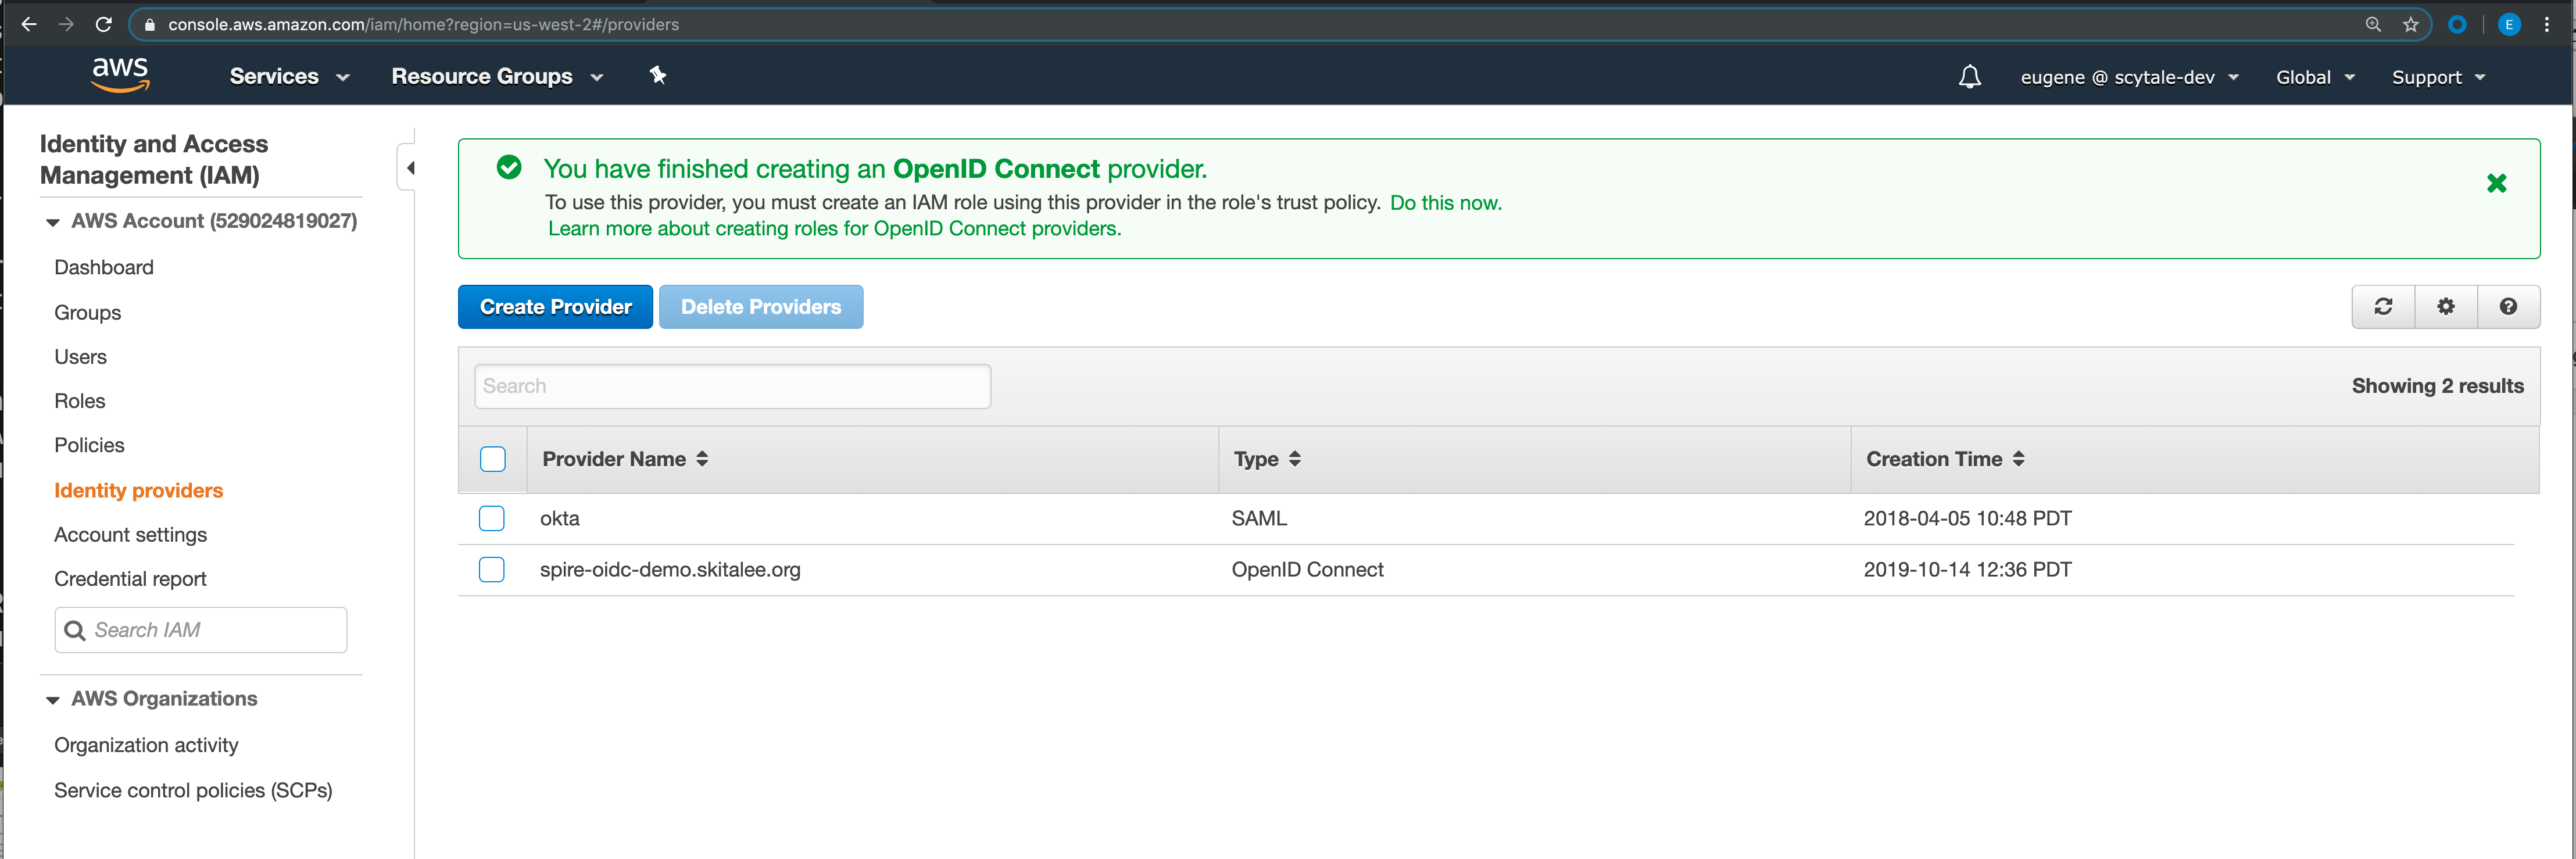 console.aws.amazon.com/iam/home?region=us-west-2#/providers
E
aws
Services
Resource Groups
eugene @ scytale-dev
Global
Support
Identity and Access
Management (IAM)
AWS Account (529024819027)
Dashboard
Groups
Users
Roles
Policies
Identity providers
Account settings
Credential report
Search IAM
AWS Organizations
Organization activity
Service control policies (SCPs)
You have finished creating an OpenID Connect provider.
To use this provider, you must create an IAM role using this provider in the role's trust policy. Do this now.
Learn more about creating roles for OpenID Connect providers.
Create Provider
Delete Providers
Search
Showing 2 results
Provider Name
Type
Creation Time
okta
SAML
2018-04-05 10:48 PDT
spire-oidc-demo.skitalee.org
OpenID Connect
2019-10-14 12:36 PDT